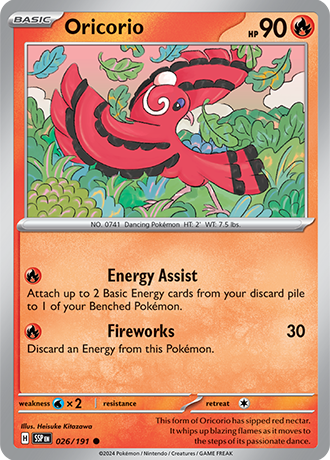 BASIC
Oricorio HP 90
NO. 0741 Dancing Pokémon HT: 2' WT: 7.5 lbs.
Energy Assist
Attach up to 2 Basic Energy cards from your discard pile
to 1 of your Benched Pokémon.
Fireworks 30
Discard an Energy from this Pokémon.
weakness ×2 resistance retreat
Illus. Heisuke Kitazawa
H SSP EN 026/191
This form of Oricorio has sipped red nectar.
It whips up blazing flames as it moves to
the steps of its passionate dance.
©2024 Pokémon / Nintendo / Creatures / GAME FREAK